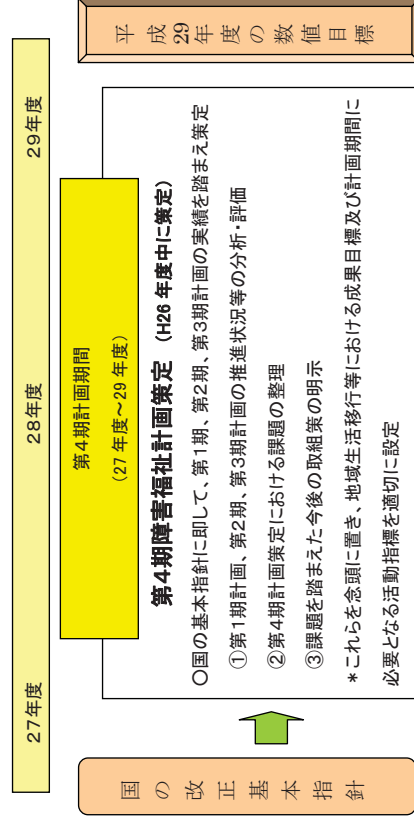 27年度 28年度 29年度
第4期計画期間
(27年度～29年度)
国の改正基本指針
第4期障害福祉計画策定 (H26年度中に策定)
〇国の基本指針に即して、第1期、第2期、第3期計画の実績を踏まえ策定
①第1期計画、第2期、第3期計画の推進状況等の分析・評価
②第4期計画策定における課題の整理
③課題を踏まえた今後の取組策の明示
*これらを念頭に置き、地域生活移行等における成果目標及び計画期間に
必要となる活動指標を適切に設定
平成29年度の数値目標